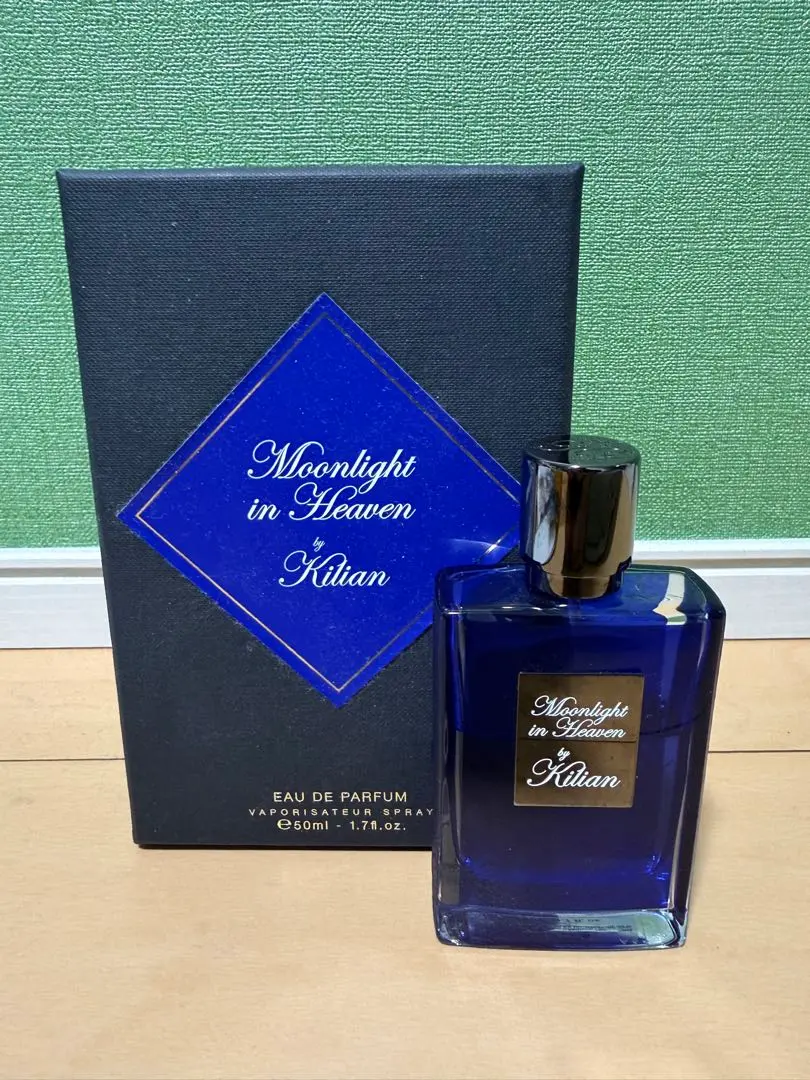 Moonlight
in Heaven
by
Kilian
EAU DE PARFUM
VAPORISATEUR SPRAY
℮50ml - 1.7fl.oz.
Moonlight
in Heaven
by
Kilian